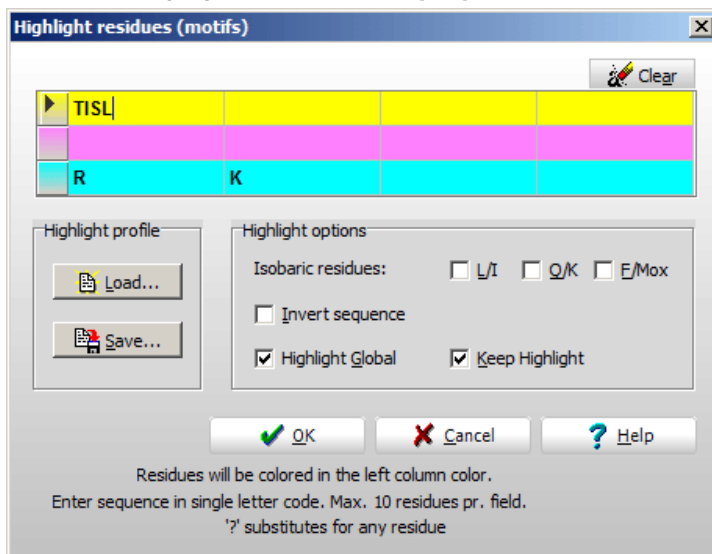 Highlight residues (motifs)
Clear
TISL
R K
Highlight profile
Load...
Save...
Highlight options
Isobaric residues: L/I Q/K F/Mox
Invert sequence
Highlight Global Keep Highlight
OK Cancel Help
Residues will be colored in the left column color.
Enter sequence in single letter code. Max. 10 residues pr. field.
'?' substitutes for any residue